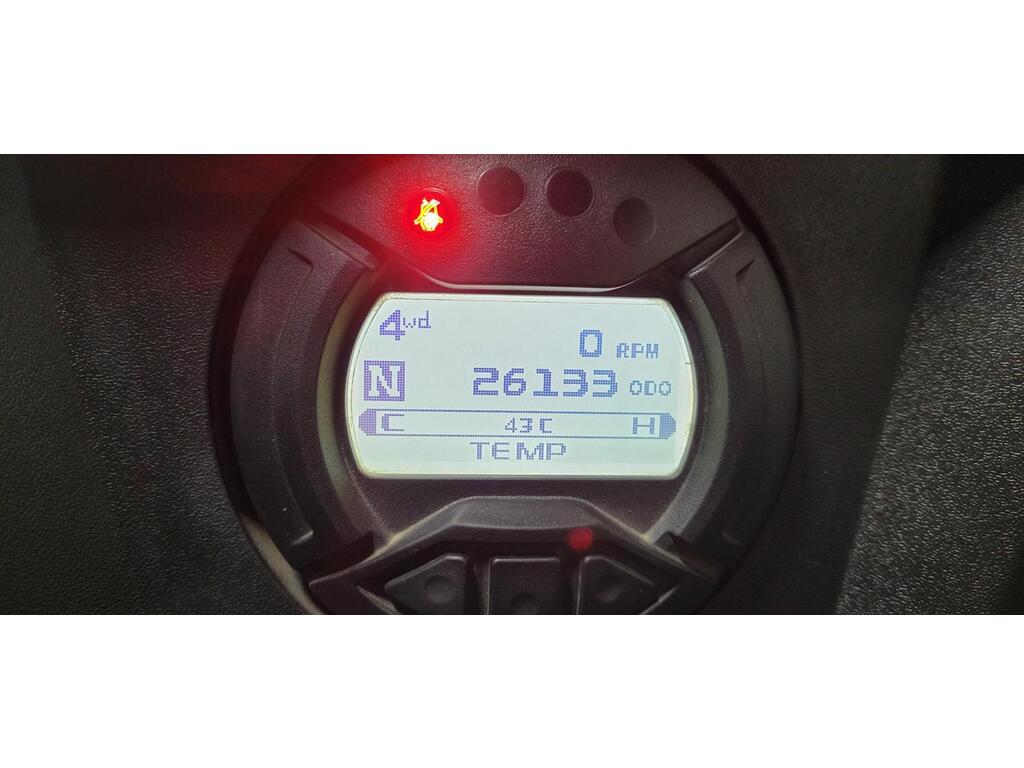 4wd
0 RPM
N
26133 ODO
C 43C H
TEMP